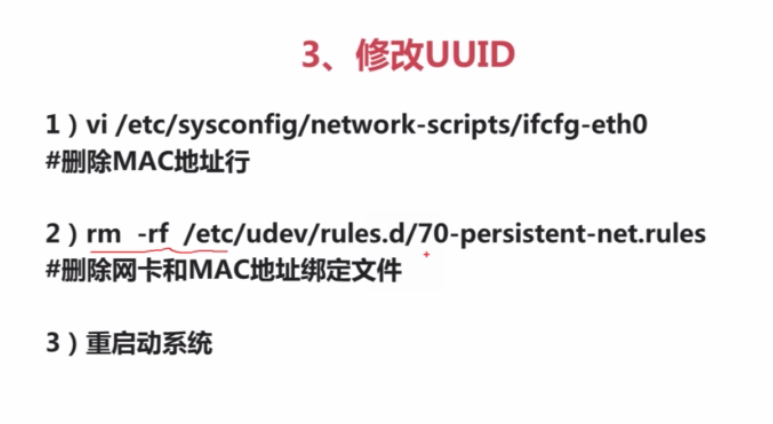 3、修改UUID
1）vi /etc/sysconfig/network-scripts/ifcfg-eth0
#删除MAC地址行
2）rm -rf /etc/udev/rules.d/70-persistent-net.rules
#删除网卡和MAC地址绑定文件
3）重启动系统